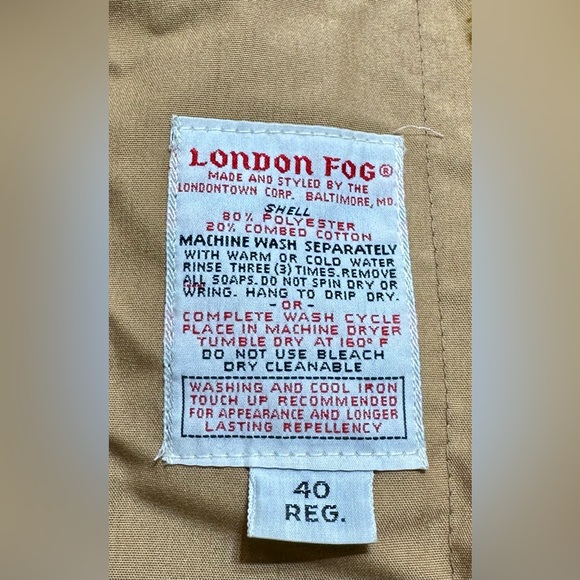 LONDON FOG®
MADE AND STYLED BY THE
LONDONTOWN CORP. BALTIMORE, MD.
SHELL
80% POLYESTER
20% COMBED COTTON
MACHINE WASH SEPARATELY
WITH WARM OR COLD WATER
RINSE THREE (3) TIMES. REMOVE
ALL SOAPS. DO NOT SPIN DRY OR
WRING. HANG TO DRIP DRY.
-OR-
COMPLETE WASH CYCLE
PLACE IN MACHINE DRYER
TUMBLE DRY AT 160° F
DO NOT USE BLEACH
DRY CLEANABLE
WASHING AND COOL IRON
TOUCH UP RECOMMENDED
FOR APPEARANCE AND LONGER
LASTING REPELLENCY
40
REG.